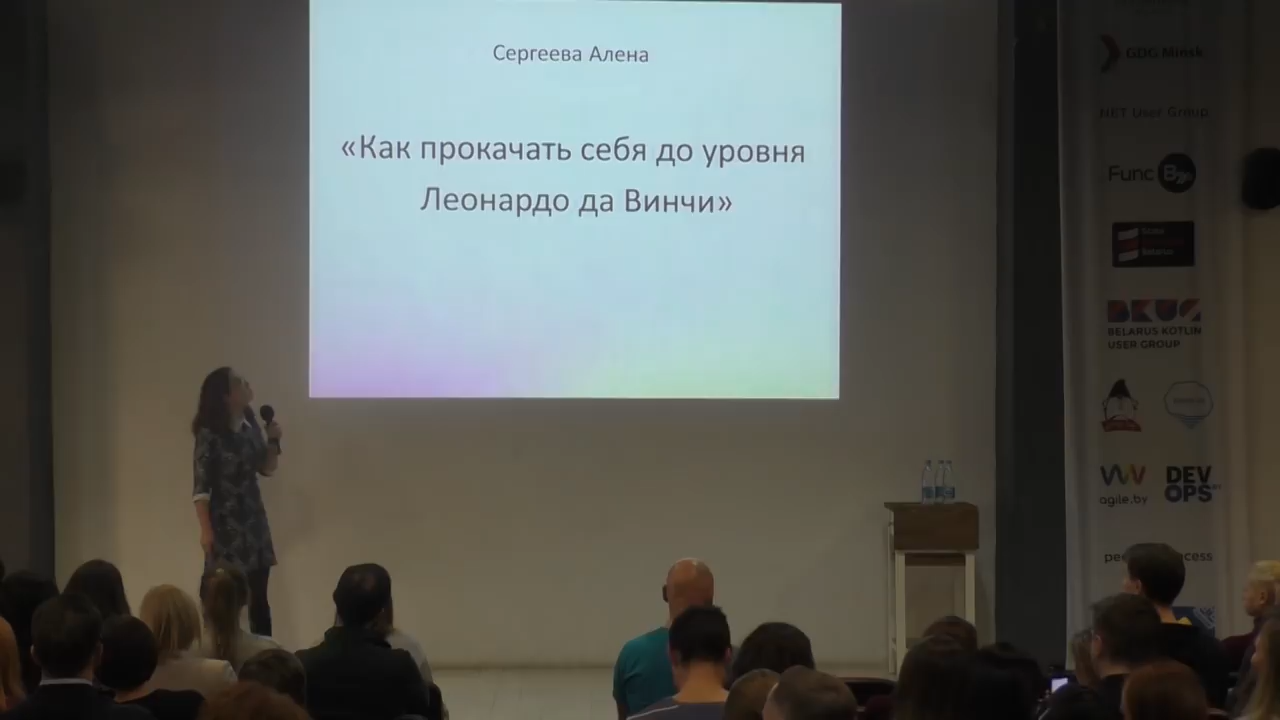 Сергеева Алена
«Как прокачать себя до уровня
Леонардо да Винчи»
GDG Minsk
.NET User Group
Func
BKUG
BELARUS KOTLIN
USER GROUP
agile.by
DEV
OPS